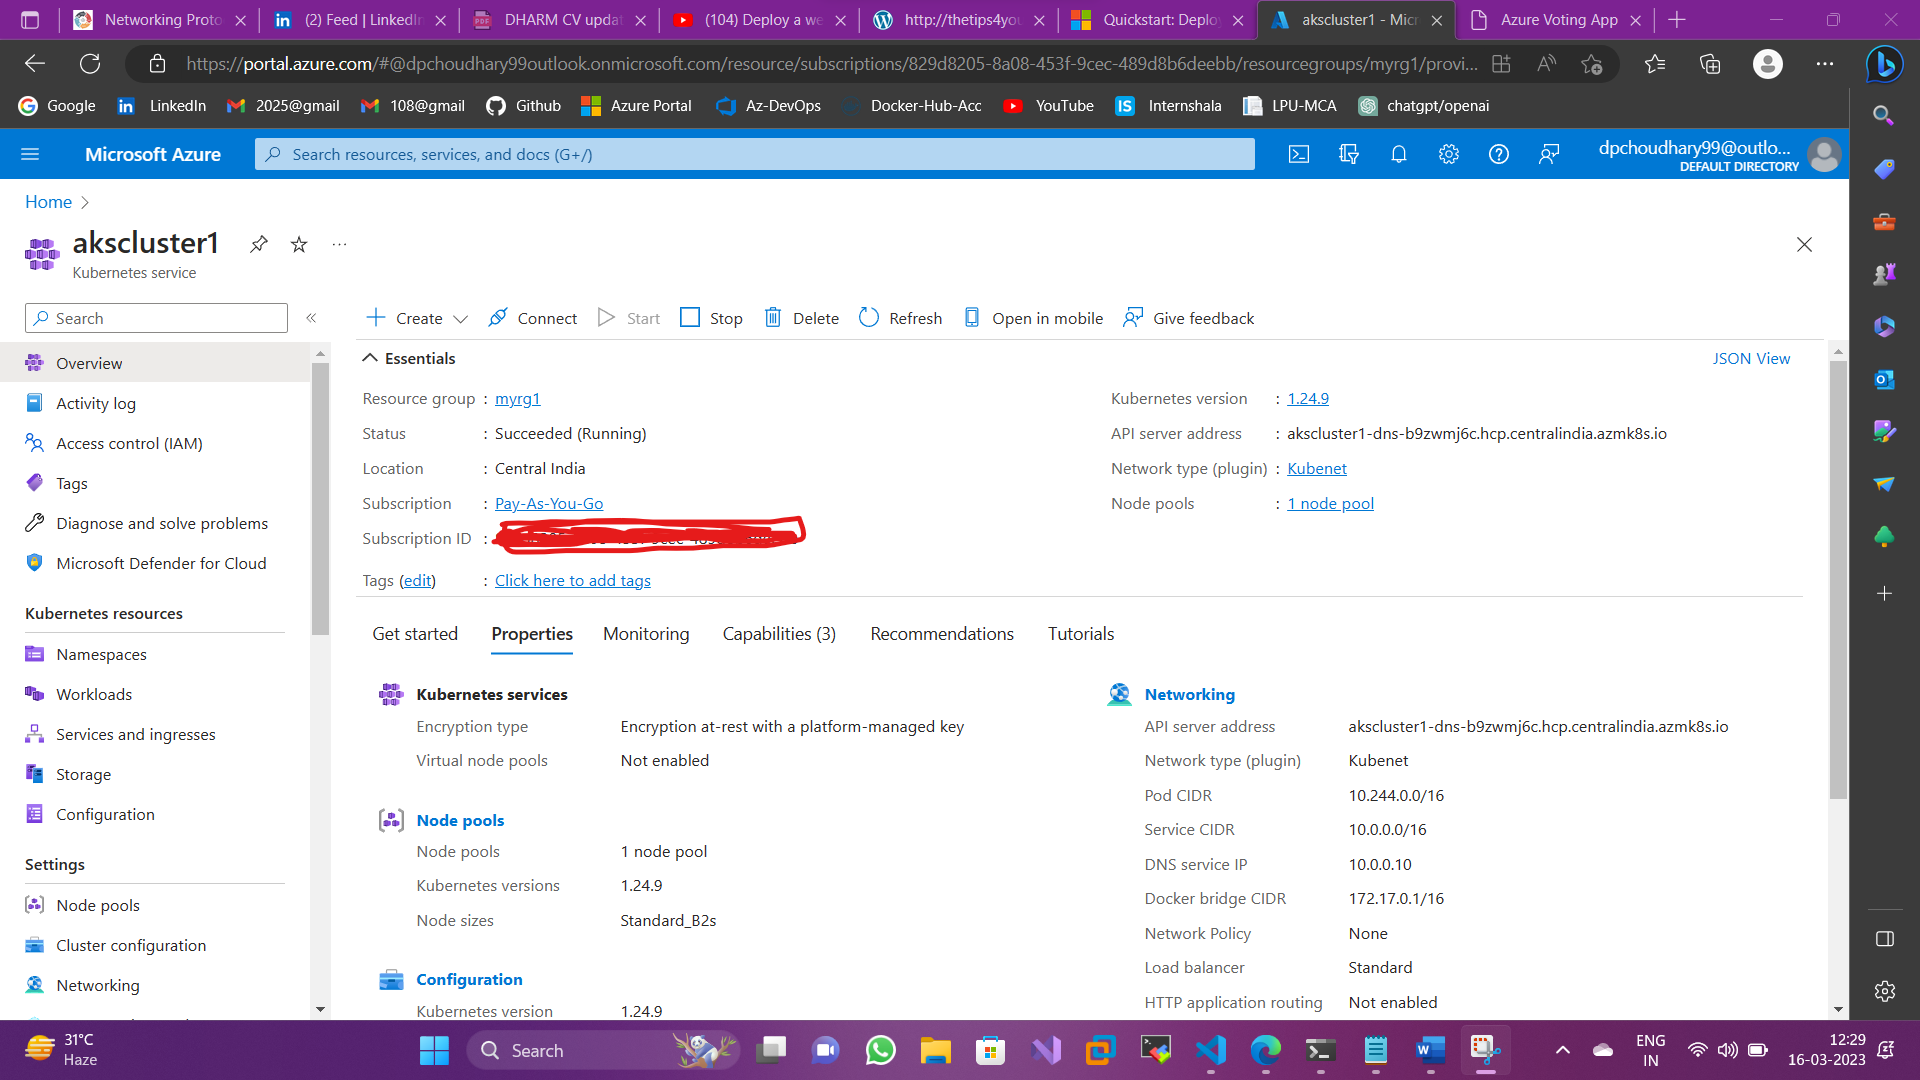 Networking Proto
(2) Feed | LinkedIn
DHARM CV updat
(104) Deploy a we
http://thetips4you
Quickstart: Deplo
akscluster1 - Micr
Azure Voting App
https://portal.azure.com/#@dpchoudhary99outlook.onmicrosoft.com/resource/subscriptions/829d8205-8a08-453f-9cec-489d8b6deebb/resourcegroups/myrg1/provi...
Google
LinkedIn
2025@gmail
108@gmail
Github
Azure Portal
Az-DevOps
Docker-Hub-Acc
YouTube
Internshala
LPU-MCA
chatgpt/openai
Microsoft Azure
Search resources, services, and docs (G+/)
dpchoudhary99@outlo...
DEFAULT DIRECTORY
Home
akscluster1
Kubernetes service
Search
Create
Connect
Start
Stop
Delete
Refresh
Open in mobile
Give feedback
Overview
Activity log
Access control (IAM)
Tags
Diagnose and solve problems
Microsoft Defender for Cloud
Kubernetes resources
Namespaces
Workloads
Services and ingresses
Storage
Configuration
Settings
Node pools
Cluster configuration
Networking
Essentials
JSON View
Resource group : myrg1
Status : Succeeded (Running)
Location : Central India
Subscription : Pay-As-You-Go
Subscription ID :
Tags (edit) : Click here to add tags
Kubernetes version : 1.24.9
API server address : akscluster1-dns-b9zwmj6c.hcp.centralindia.azmk8s.io
Network type (plugin) : Kubenet
Node pools : 1 node pool
Get started
Properties
Monitoring
Capabilities (3)
Recommendations
Tutorials
Kubernetes services
Encryption type Encryption at-rest with a platform-managed key
Virtual node pools Not enabled
Node pools
Node pools 1 node pool
Kubernetes versions 1.24.9
Node sizes Standard_B2s
Configuration
Kubernetes version 1.24.9
Networking
API server address akscluster1-dns-b9zwmj6c.hcp.centralindia.azmk8s.io
Network type (plugin) Kubenet
Pod CIDR 10.244.0.0/16
Service CIDR 10.0.0.0/16
DNS service IP 10.0.0.10
Docker bridge CIDR 172.17.0.1/16
Network Policy None
Load balancer Standard
HTTP application routing Not enabled
31°C
Haze
Search
ENG
IN
12:29
16-03-2023